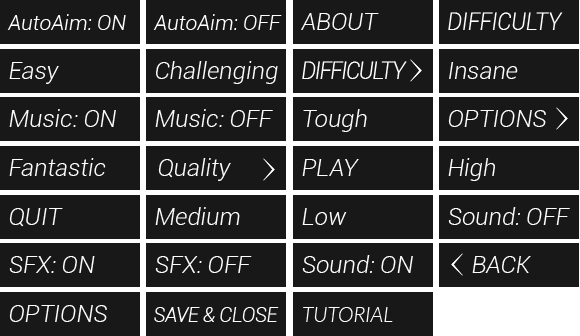 AutoAim: ON
AutoAim: OFF
ABOUT
DIFFICULTY
Easy
Challenging
DIFFICULTY >
Insane
Music: ON
Music: OFF
Tough
OPTIONS >
Fantastic
Quality >
PLAY
High
QUIT
Medium
Low
Sound: OFF
SFX: ON
SFX: OFF
Sound: ON
< BACK
OPTIONS
SAVE & CLOSE
TUTORIAL